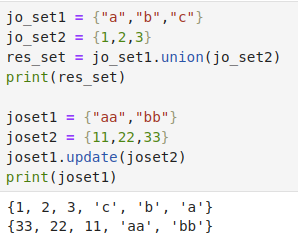 jo_set1 = {"a","b","c"}
jo_set2 = {1,2,3}
res_set = jo_set1.union(jo_set2)
print(res_set)
joset1 = {"aa","bb"}
joset2 = {11,22,33}
joset1.update(joset2)
print(joset1)
{1, 2, 3, 'c', 'b', 'a'}
{33, 22, 11, 'aa', 'bb'}